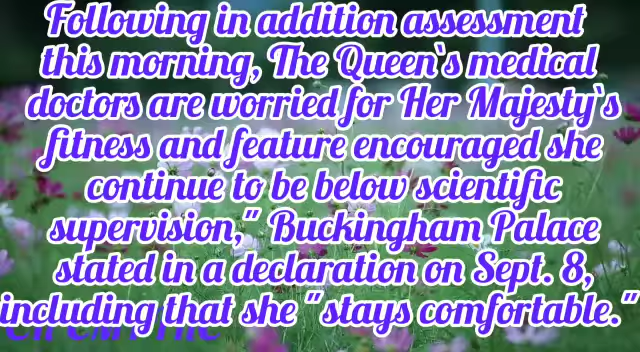 Following in addition assessment
this morning, The Queen`s medical
doctors are worried for Her Majesty`s
fitness and feature encouraged she
continue to be below scientific
supervision," Buckingham Palace
stated in a declaration on Sept. 8,
including that she "stays comfortable."